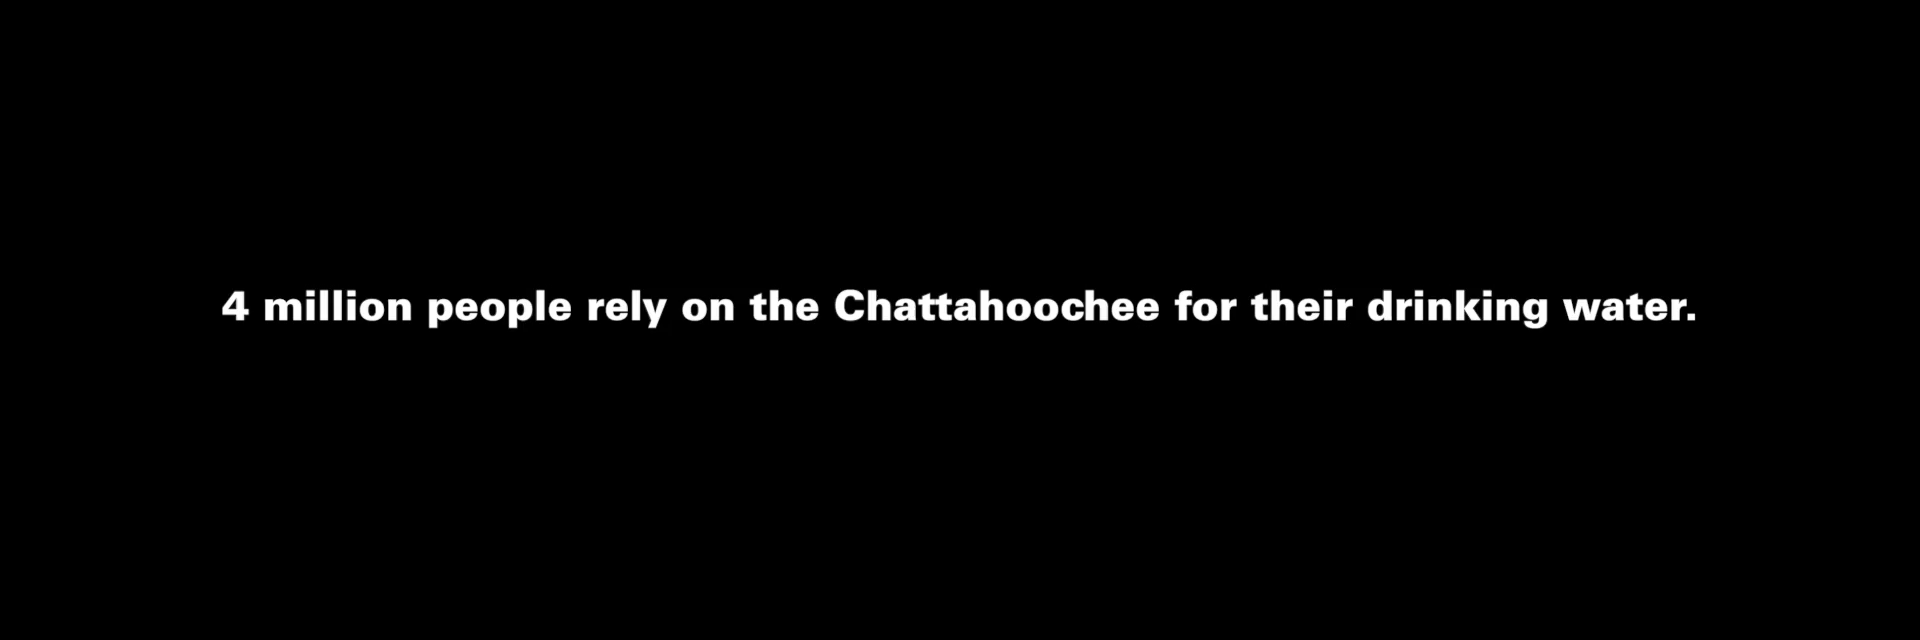 4 million people rely on the Chattahoochee for their drinking water.